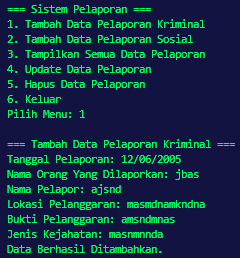 === Sistem Pelaporan ===
1. Tambah Data Pelaporan Kriminal
2. Tambah Data Pelaporan Sosial
3. Tampilkan Semua Data Pelaporan
4. Update Data Pelaporan
5. Hapus Data Pelaporan
6. Keluar
Pilih Menu: 1

=== Tambah Data Pelaporan Kriminal ===
Tanggal Pelaporan: 12/06/2005
Nama Orang Yang Dilaporkan: jbas
Nama Pelapor: ajsnd
Lokasi Pelanggaran: masmdnamkndna
Bukti Pelanggaran: amsndmnas
Jenis Kejahatan: masnmnnda
Data Berhasil Ditambahkan.